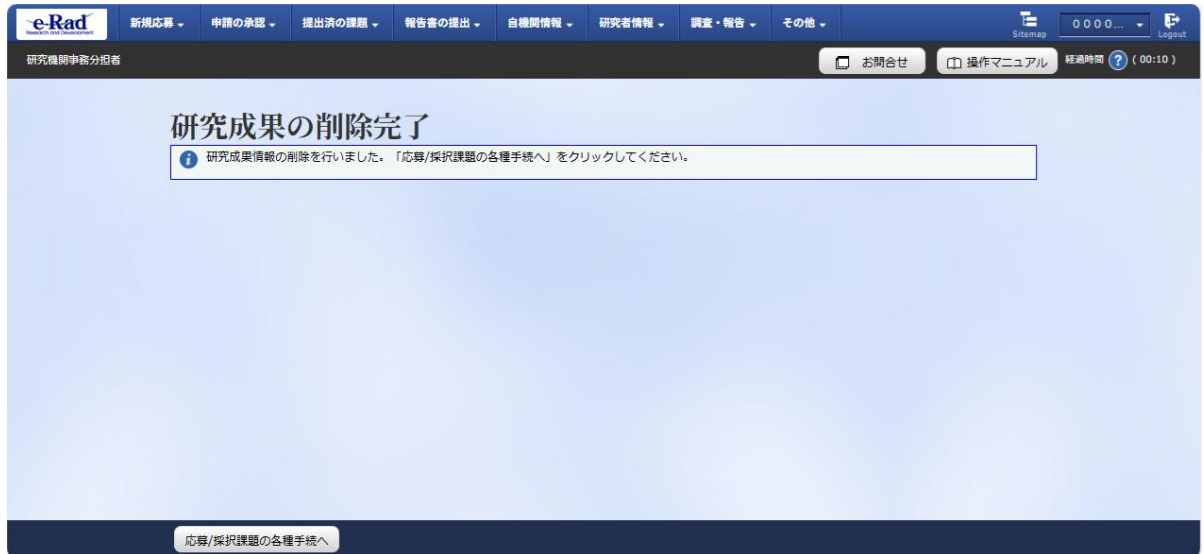 e-Rad
Research and Development
新規応募
申請の承認
提出済の課題
報告書の提出
自機関情報
研究者情報
調査・報告
その他
Sitemap
0000...
Logout
研究機関事務分担者
お問合せ
操作マニュアル
経過時間 ? ( 00:10 )
研究成果の削除完了
研究成果情報の削除を行いました。「応募/採択課題の各種手続へ」をクリックしてください。
応募/採択課題の各種手続へ